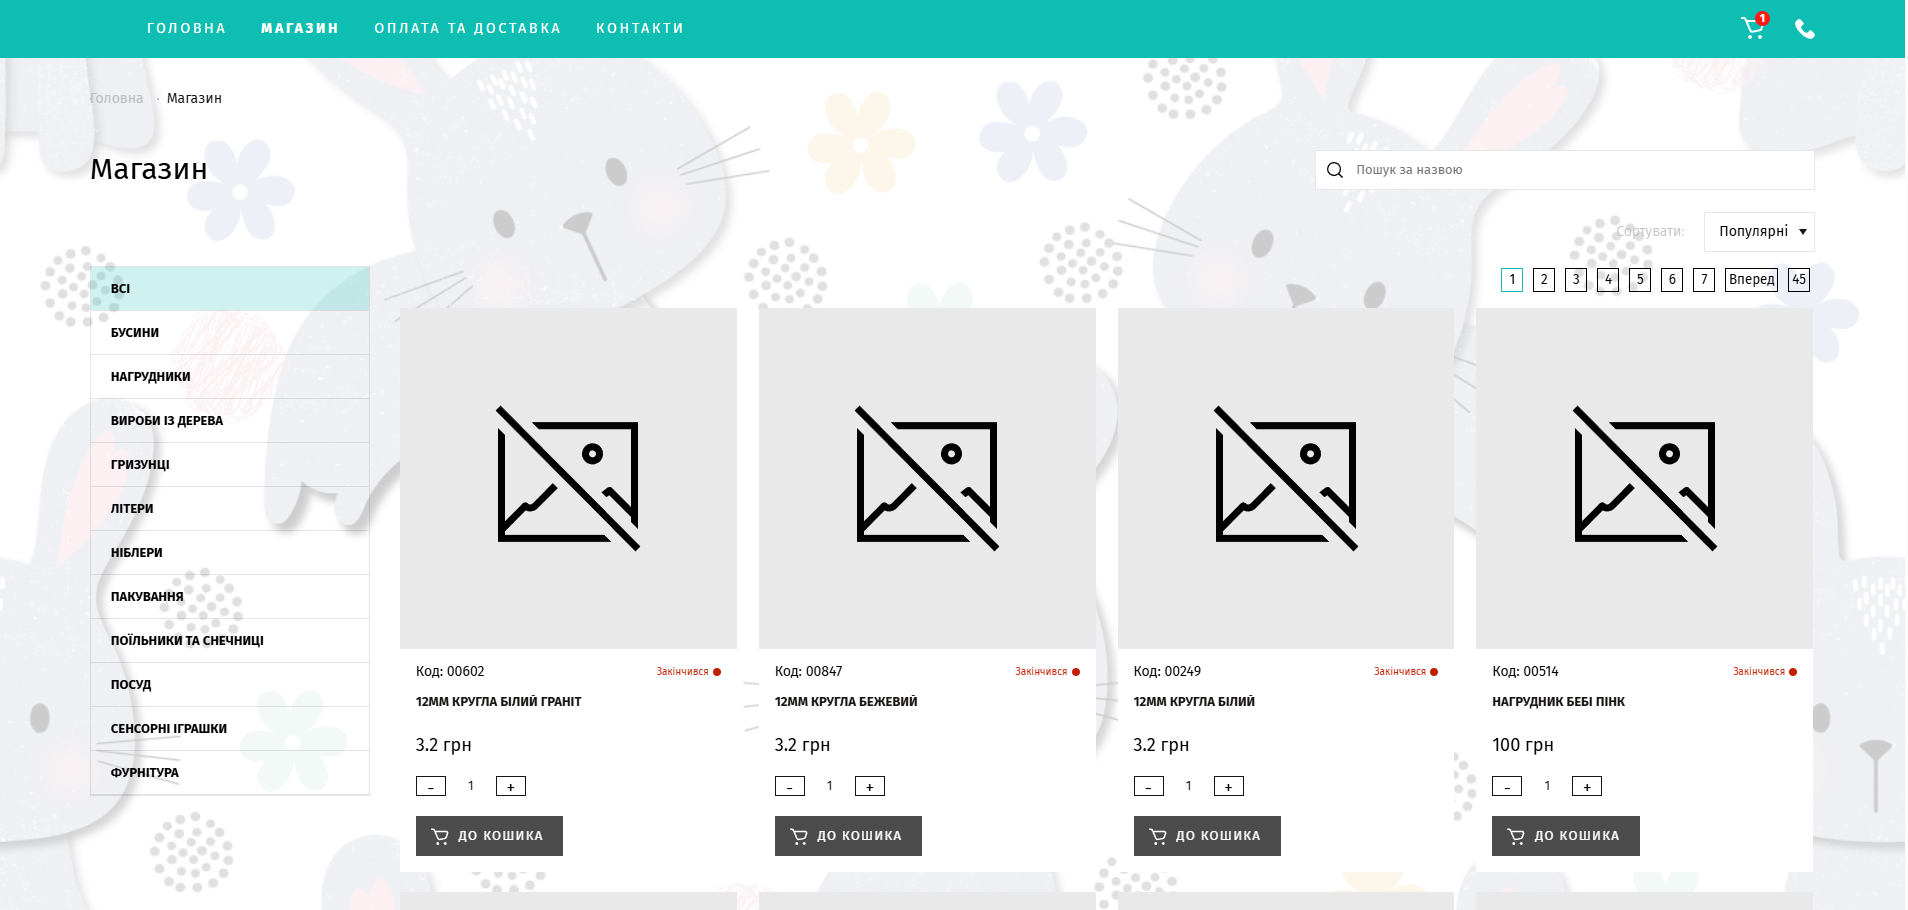 ГОЛОВНА МАГАЗИН ОПЛАТА ТА ДОСТАВКА КОНТАКТИ 1
Головна · Магазин
Магазин
Пошук за назвою
Сортувати: Популярні
1 2 3 4 5 6 7 Вперед 45
ВСІ
БУСИНИ
НАГРУДНИКИ
ВИРОБИ ІЗ ДЕРЕВА
ГРИЗУНЦІ
ЛІТЕРИ
НІБЛЕРИ
ПАКУВАННЯ
ПОЇЛЬНИКИ ТА СНЕЧНИЦІ
ПОСУД
СЕНСОРНІ ІГРАШКИ
ФУРНІТУРА
Код: 00602 Закінчився
12ММ КРУГЛА БІЛИЙ ГРАНІТ
3.2 грн
- 1 +
ДО КОШИКА
Код: 00847 Закінчився
12ММ КРУГЛА БЕЖЕВИЙ
3.2 грн
- 1 +
ДО КОШИКА
Код: 00249 Закінчився
12ММ КРУГЛА БІЛИЙ
3.2 грн
- 1 +
ДО КОШИКА
Код: 00514 Закінчився
НАГРУДНИК БЕБІ ПІНК
100 грн
- 1 +
ДО КОШИКА